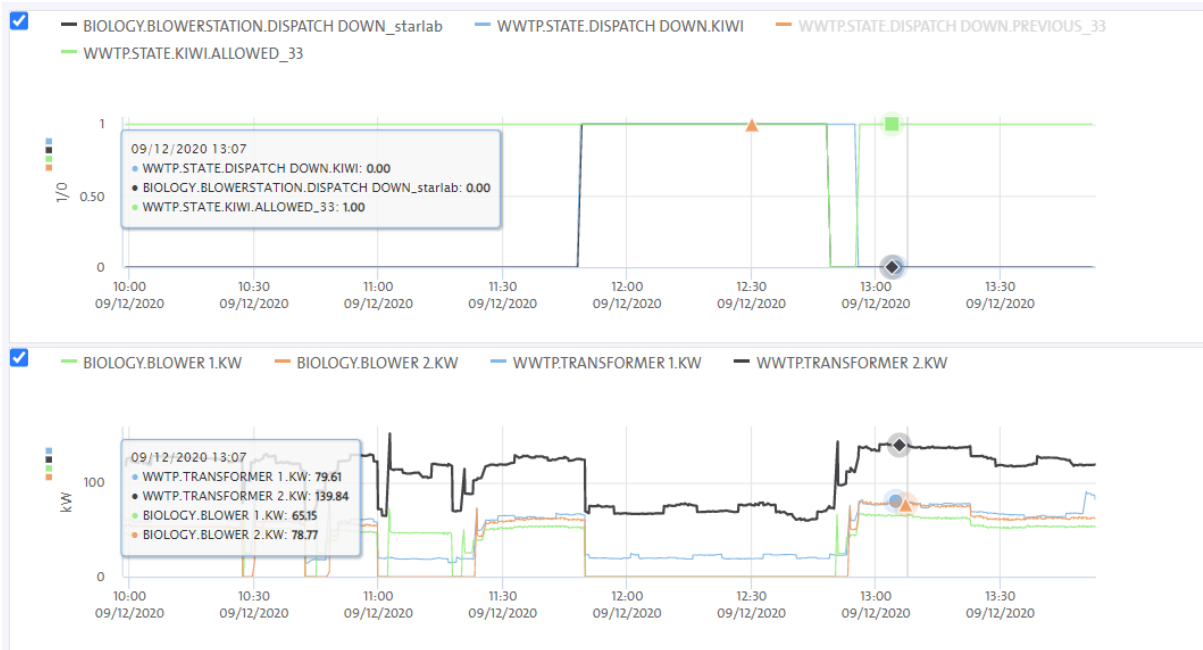 BIOLOGY.BLOWERSTATION.DISPATCH DOWN_starlab WWTP.STATE.DISPATCH DOWN.KIWI WWTP.STATE.DISPATCH DOWN.PREVIOUS_33
WWTP.STATE.KIWI.ALLOWED_33
1/0
1
0.50
0
09/12/2020 13:07
WWTP.STATE.DISPATCH DOWN.KIWI: 0.00
BIOLOGY.BLOWERSTATION.DISPATCH DOWN_starlab: 0.00
WWTP.STATE.KIWI.ALLOWED_33: 1.00
10:00 10:30 11:00 11:30 12:00 12:30 13:00 13:30
09/12/2020 09/12/2020 09/12/2020 09/12/2020 09/12/2020 09/12/2020 09/12/2020 09/12/2020
BIOLOGY.BLOWER 1.KW BIOLOGY.BLOWER 2.KW WWTP.TRANSFORMER 1.KW WWTP.TRANSFORMER 2.KW
kW
100
0
09/12/2020 13:07
WWTP.TRANSFORMER 1.KW: 79.61
WWTP.TRANSFORMER 2.KW: 139.84
BIOLOGY.BLOWER 1.KW: 65.15
BIOLOGY.BLOWER 2.KW: 78.77
10:00 10:30 11:00 11:30 12:00 12:30 13:00 13:30
09/12/2020 09/12/2020 09/12/2020 09/12/2020 09/12/2020 09/12/2020 09/12/2020 09/12/2020